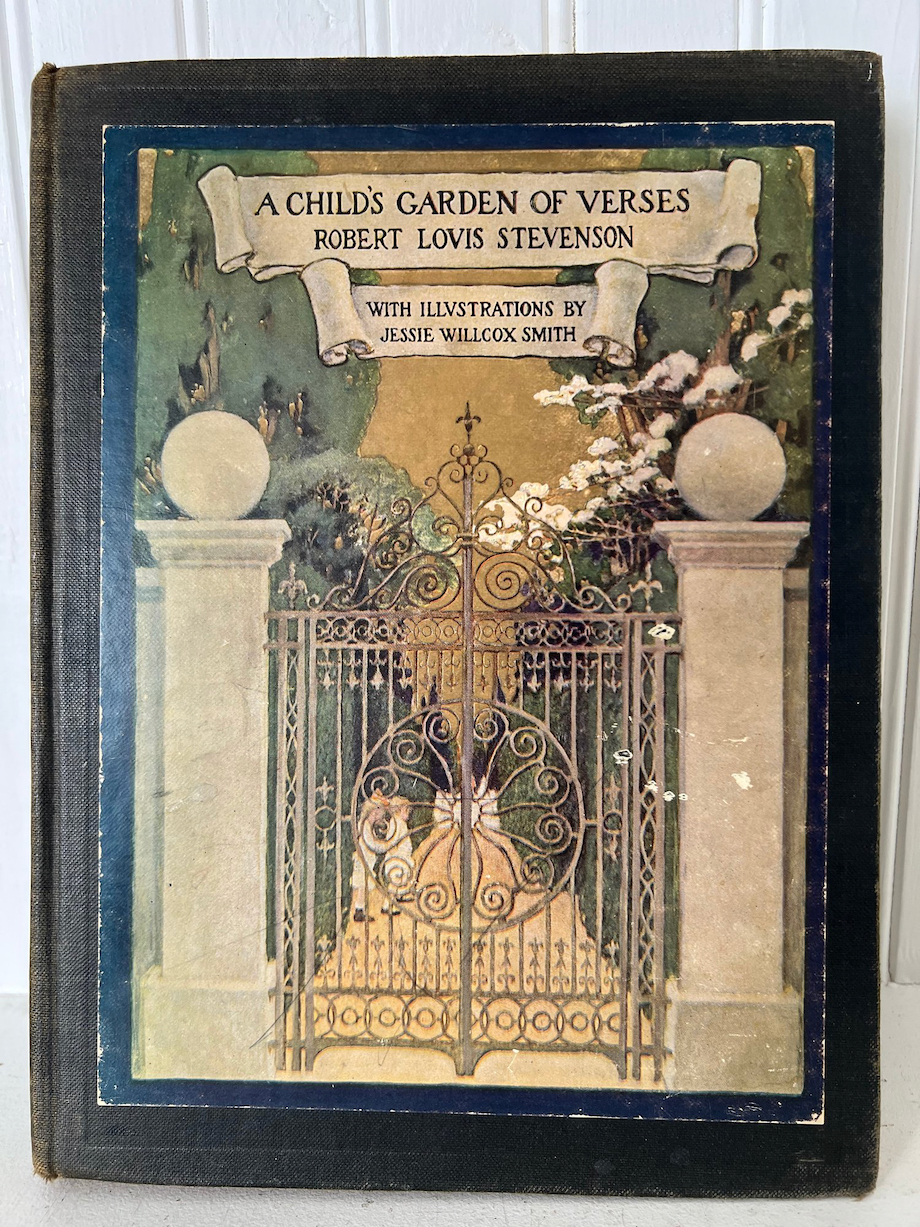 A CHILD'S GARDEN OF VERSES
ROBERT LOVIS STEVENSON
WITH ILLVSTRATIONS BY
JESSIE WILLCOX SMITH